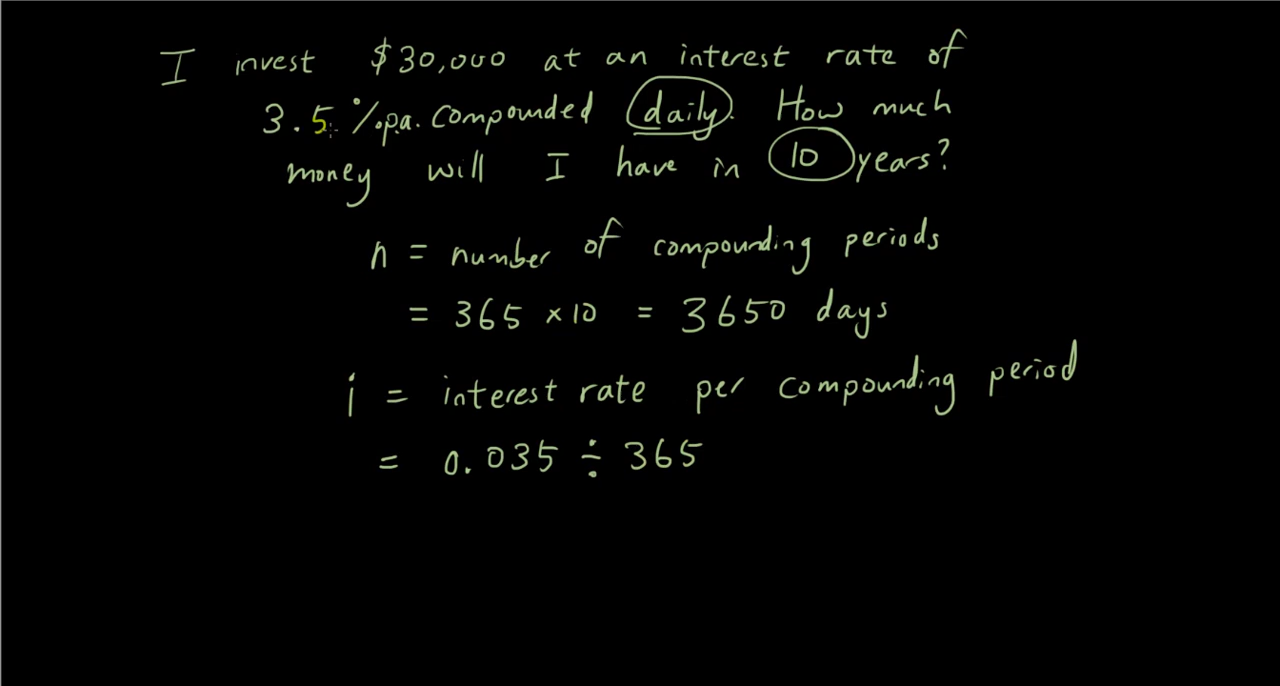 I invest $30,000 at an interest rate of
3.5 %pa. compounded daily. How much
money will I have in 10 years?
n = number of compounding periods
= 365 × 10 = 3650 days
i = interest rate per compounding period
= 0.035 ÷ 365